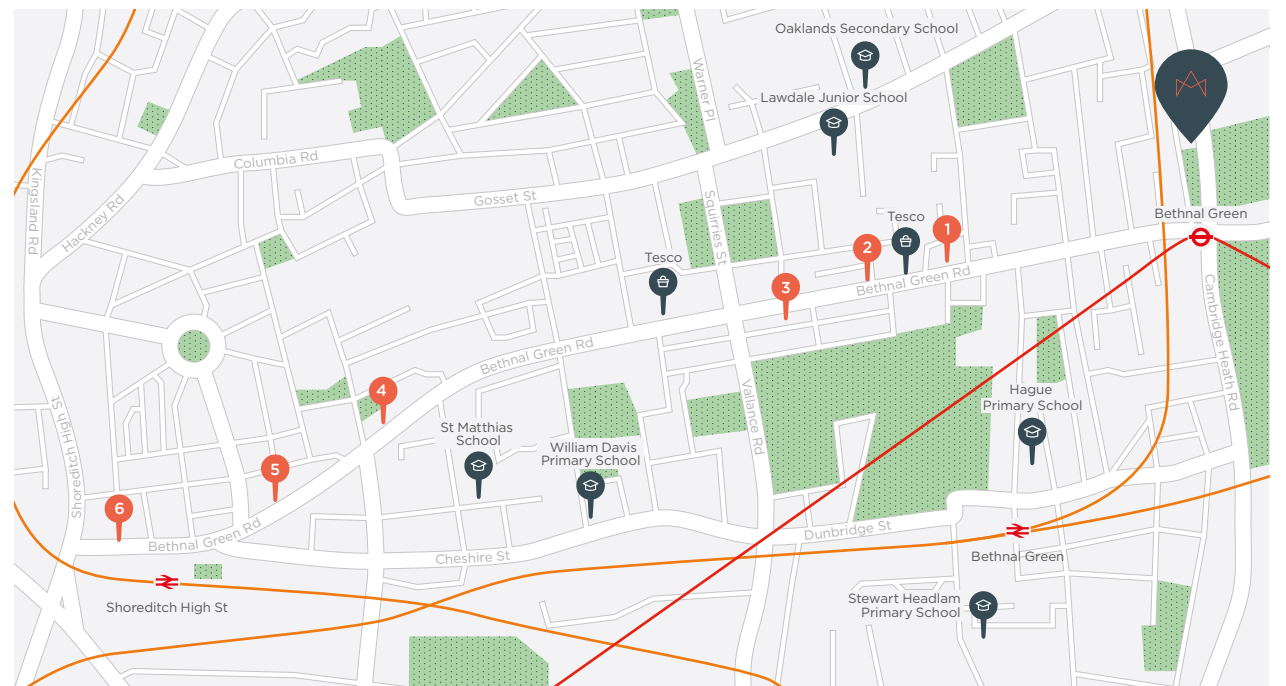 Oaklands Secondary School
Warner Pl
Lawdale Junior School
Columbia Rd
Kingsland Rd
Hackney Rd
Gosset St
Squirries St
Tesco
1
Bethnal Green
2
Tesco
3
Bethnal Green Rd
Cambridge Heath Rd
Bethnal Green Rd
4
Hague
Primary School
Vallance Rd
St Matthias
School
William Davis
Primary School
Shoreditch High St
5
6
Bethnal Green Rd
Cheshire St
Dunbridge St
Bethnal Green
Shoreditch High St
Stewart Headlam
Primary School